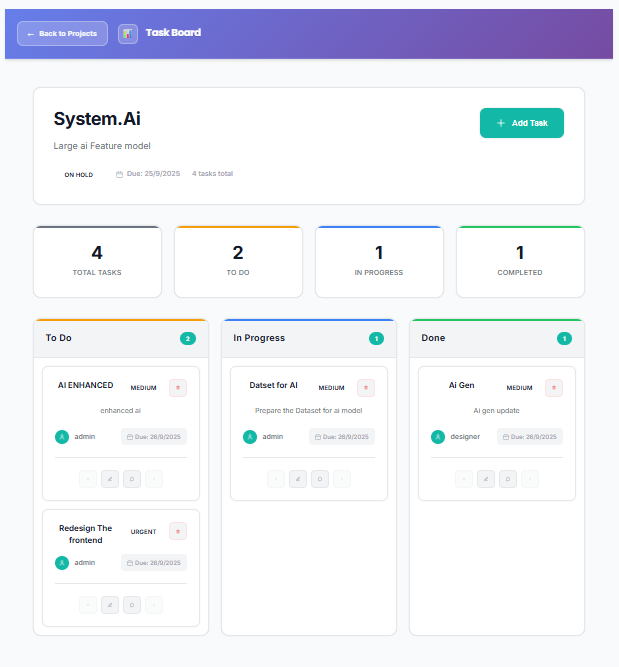 ← Back to Projects
Task Board
System.Ai
+ Add Task
Large ai Feature model
ON HOLD
Due: 25/9/2025
4 tasks total
4
TOTAL TASKS
2
TO DO
1
IN PROGRESS
1
COMPLETED
To Do
2
AI ENHANCED
MEDIUM
enhanced ai
admin
Due: 26/9/2025
Redesign The
frontend
URGENT
admin
Due: 26/9/2025
In Progress
1
Datset for AI
MEDIUM
Prepare the Dataset for ai model
admin
Due: 26/9/2025
Done
1
Ai Gen
MEDIUM
Ai gen update
designer
Due: 26/9/2025